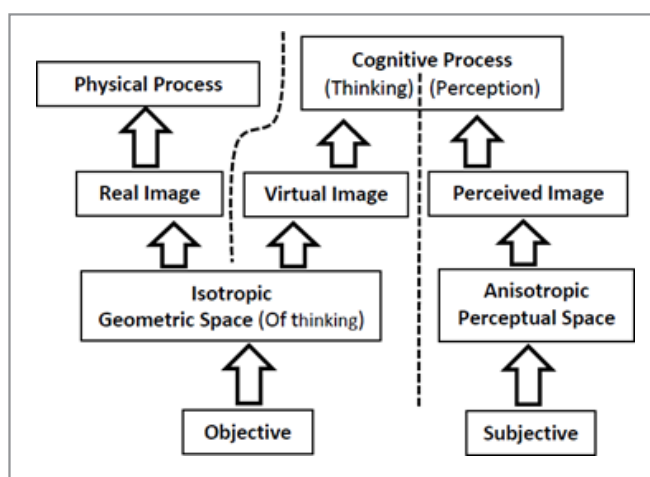 Cognitive Process
(Thinking) (Perception)
Physical Process
Real Image
Virtual Image
Perceived Image
Isotropic
Geometric Space (Of thinking)
Anisotropic
Perceptual Space
Objective
Subjective